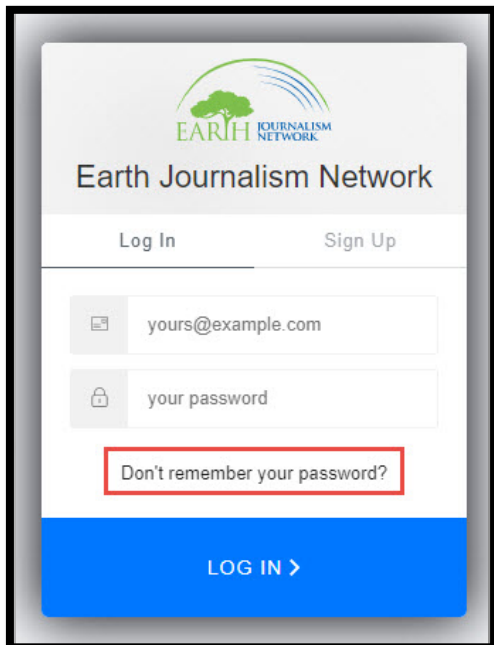 EARTH JOURNALISM
NETWORK
Earth Journalism Network
Log In Sign Up
yours@example.com
your password
Don't remember your password?
LOG IN